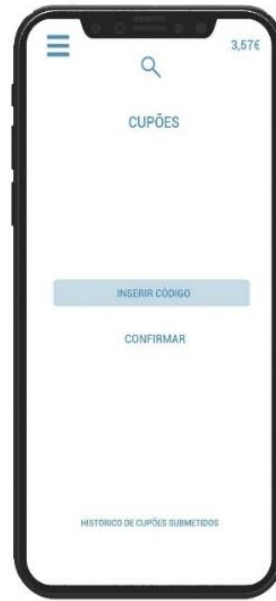 3,57€
CUPÕES
INSERIR CÓDIGO
CONFIRMAR
HISTÓRICO DE CUPÕES SUBMETIDOS